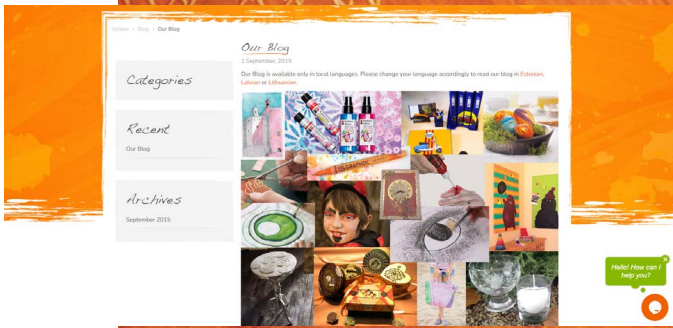 Vunder • Blog • Our Blog
Our Blog
1 September, 2015
Our Blog is available only in local languages. Please change your language accordingly to read our blog in Estonian,
Latvian or Lithuanian.
Categories
Recent
Our Blog
Archives
September 2015
Hello! How can I
help you?